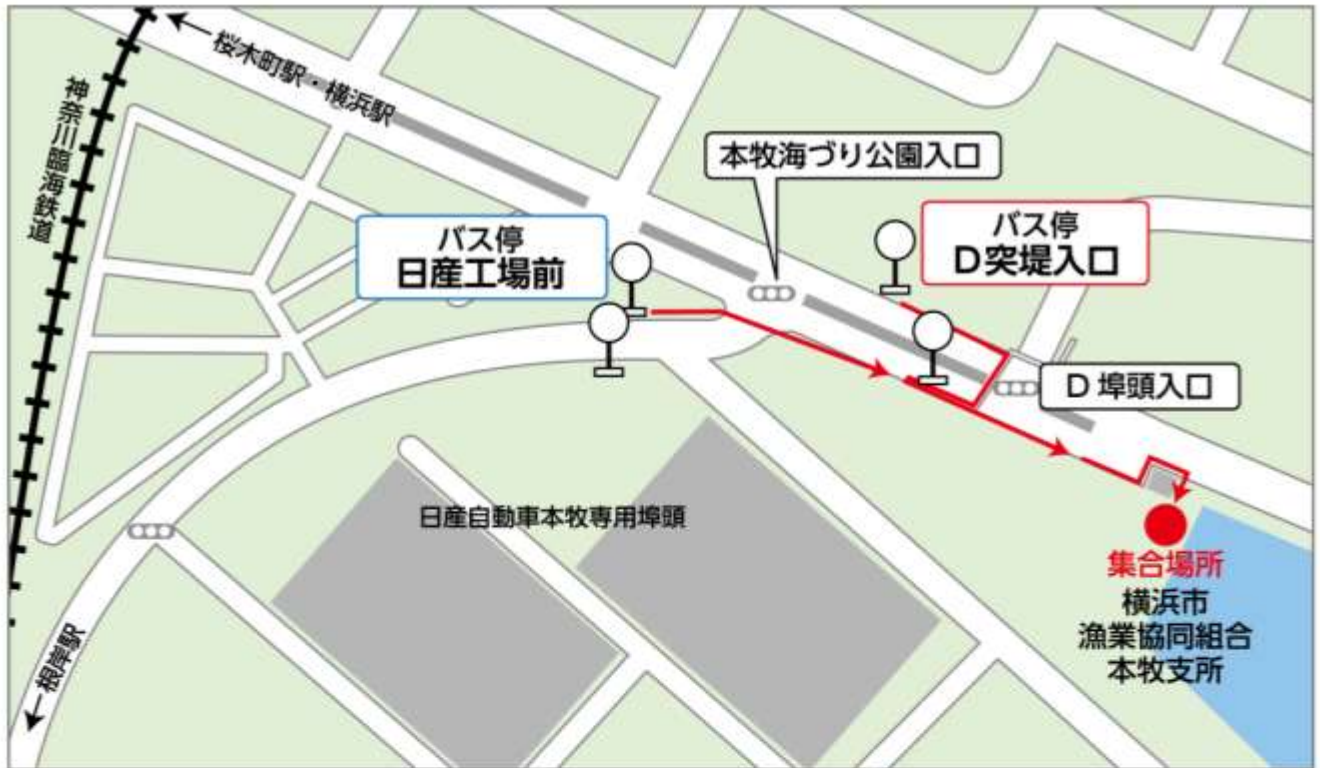 ←桜木町駅・横浜駅
神奈川臨海鉄道
本牧海づり公園入口
バス停
日産工場前
バス停
D突堤入口
D 埠頭入口
日産自動車本牧専用埠頭
集合場所
横浜市
漁業協同組合
本牧支所
←根岸駅